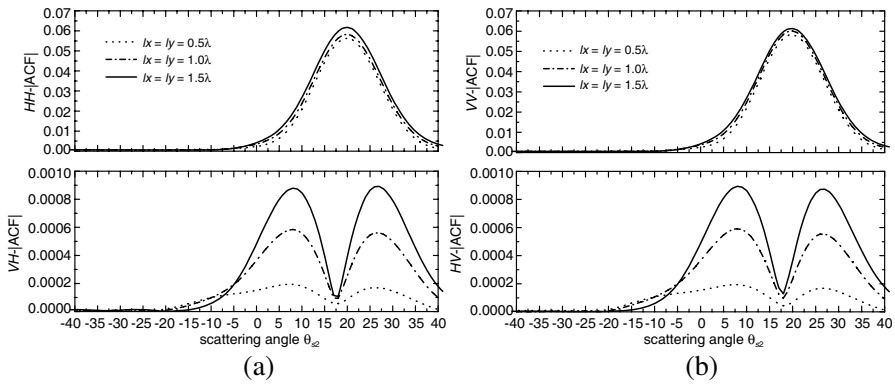 HH-|ACF|
0.07
0.06
0.05
0.04
0.03
0.02
0.01
0.00
lx = ly = 0.5λ
lx = ly = 1.0λ
lx = ly = 1.5λ
VH-|ACF|
0.0010
0.0008
0.0006
0.0004
0.0002
0.0000
-40 -35 -30 -25 -20 -15 -10 -5 0 5 10 15 20 25 30 35 40
scattering angle θs2
(a)
VV-|ACF|
0.07
0.06
0.05
0.04
0.03
0.02
0.01
0.00
lx = ly = 0.5λ
lx = ly = 1.0λ
lx = ly = 1.5λ
HV-|ACF|
0.0010
0.0008
0.0006
0.0004
0.0002
0.0000
-40 -35 -30 -25 -20 -15 -10 -5 0 5 10 15 20 25 30 35 40
scattering angle θs2
(b)